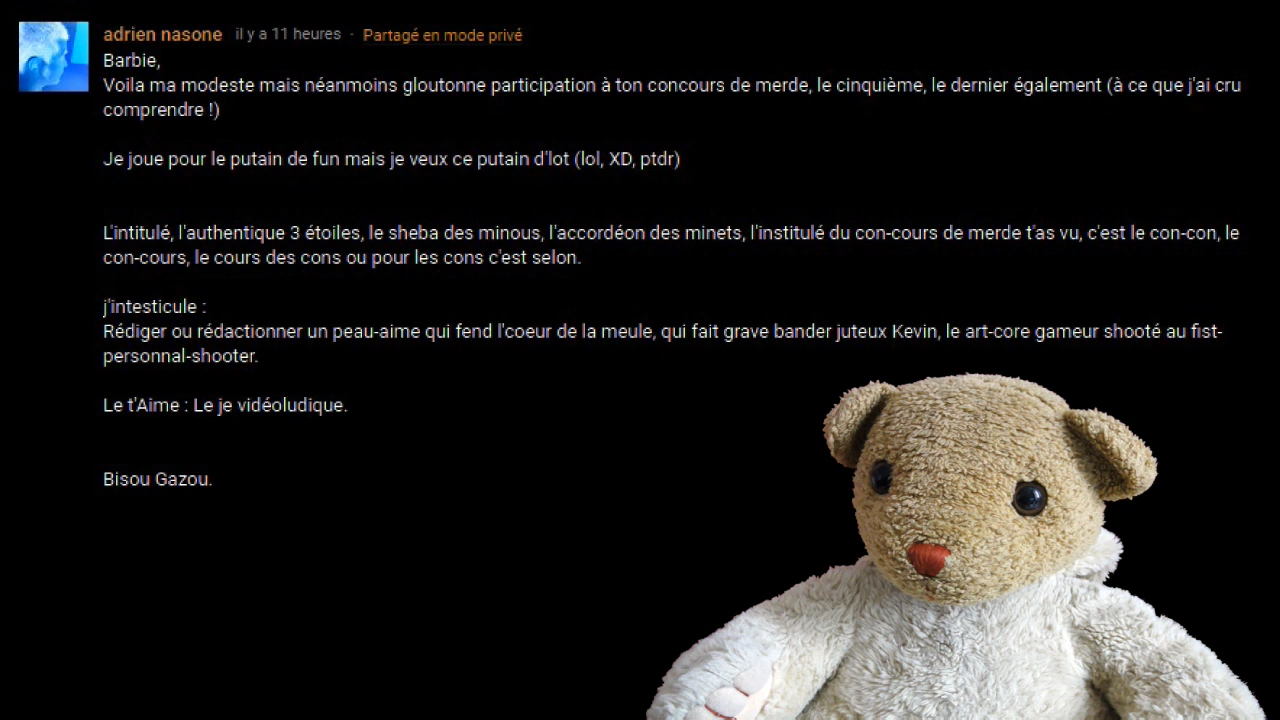 adrien nasone il y a 11 heures · Partagé en mode privé
Barbie,
Voila ma modeste mais néanmoins gloutonne participation à ton concours de merde, le cinquième, le dernier également (à ce que j'ai cru
comprendre !)
Je joue pour le putain de fun mais je veux ce putain d'lot (lol, XD, ptdr)
L'intitulé, l'authentique 3 étoiles, le sheba des minous, l'accordéon des minets, l'institulé du con-cours de merde t'as vu, c'est le con-con, le
con-cours, le cours des cons ou pour les cons c'est selon.
j'intesticule :
Rédiger ou rédactionner un peau-aime qui fend l'coeur de la meule, qui fait grave bander juteux Kevin, le art-core gameur shooté au fist-
personnal-shooter.
Le t'Aime : Le je vidéoludique.
Bisou Gazou.